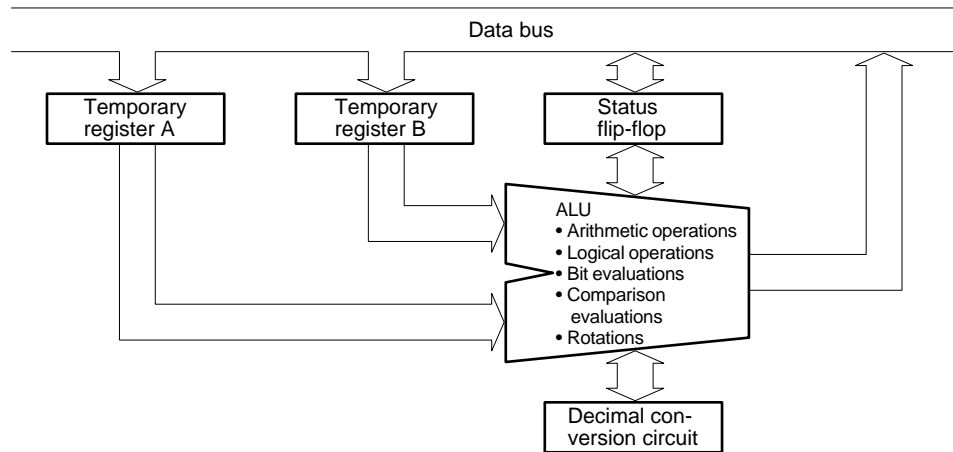 Data bus
Temporary
register A
Temporary
register B
Status
flip-flop
ALU
• Arithmetic operations
• Logical operations
• Bit evaluations
• Comparison
evaluations
• Rotations
Decimal con-
version circuit